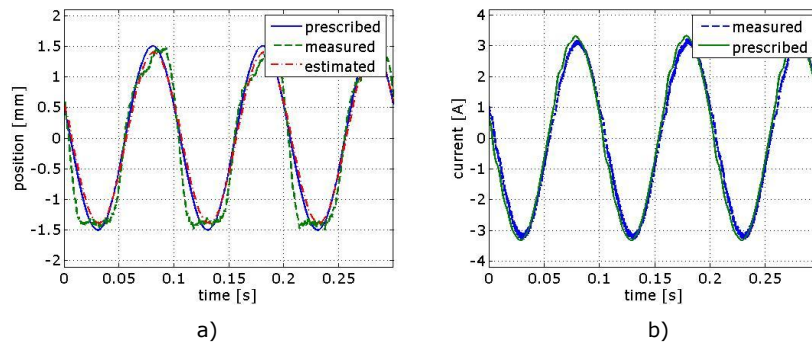 prescribed
measured
estimated
2
1.5
1
0.5
0
-0.5
-1
-1.5
-2
position [mm]
0 0.05 0.1 0.15 0.2 0.25
time [s]
a)
measured
prescribed
4
3
2
1
0
-1
-2
-3
-4
current [A]
0 0.05 0.1 0.15 0.2 0.25
time [s]
b)